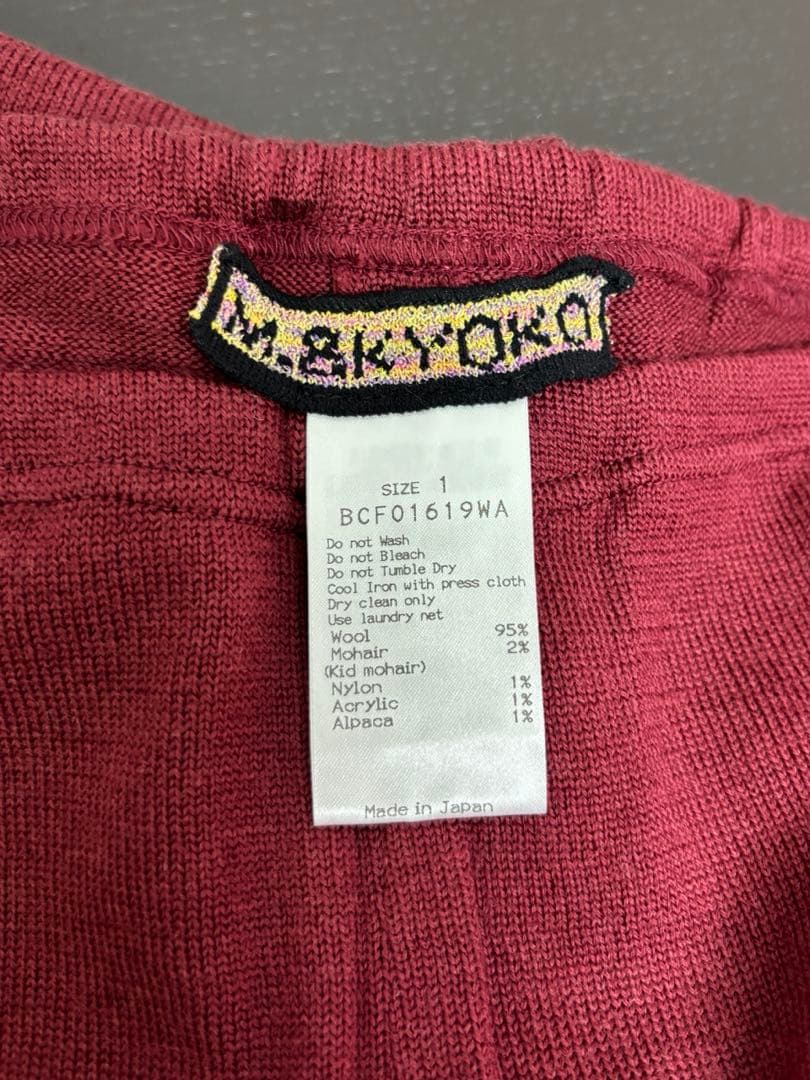 M.&KYOKO
SIZE 1
BCF01619WA
Do not Wash
Do not Bleach
Do not Tumble Dry
Cool Iron with press cloth
Dry clean only
Use laundry net
Wool 95%
Mohair 2%
(Kid mohair)
Nylon 1%
Acrylic 1%
Alpaca 1%
Made in Japan